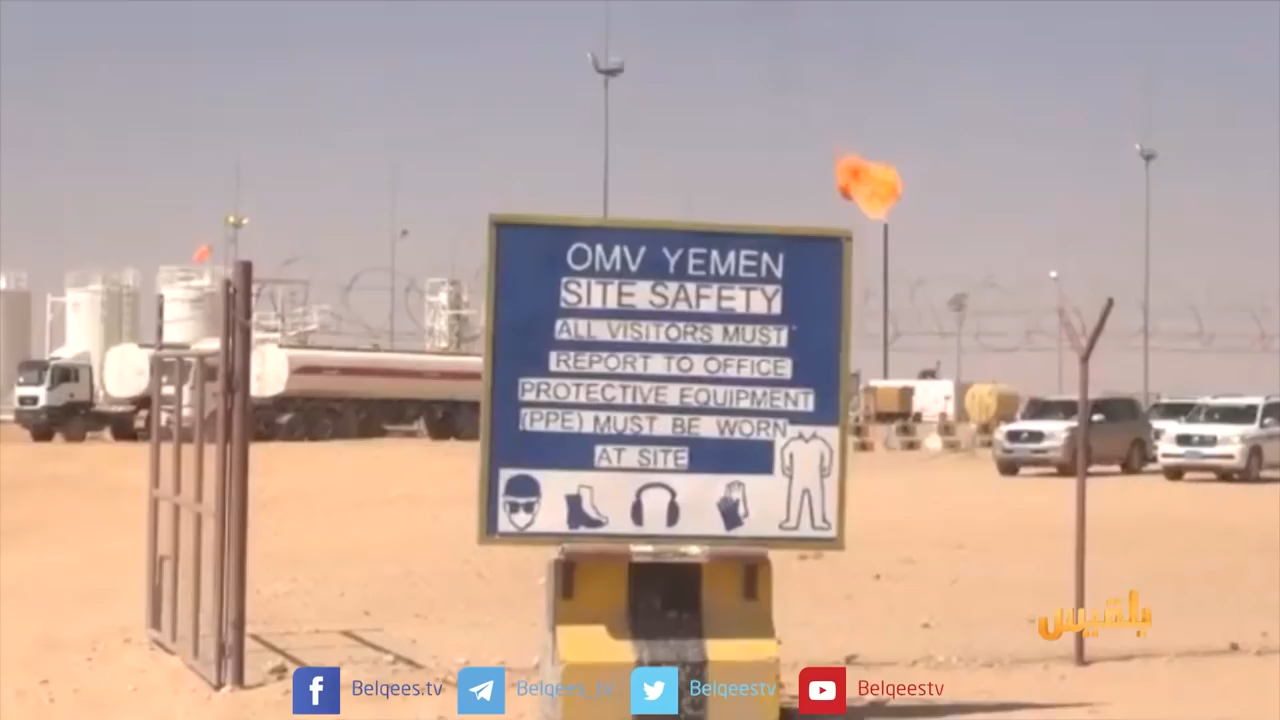 OMV YEMEN
SITE SAFETY
ALL VISITORS MUST
REPORT TO OFFICE
PROTECTIVE EQUIPMENT
(PPE) MUST BE WORN
AT SITE
بلقيس
Belqees.tv
Belqees_tv
Belqeestv
Belqeestv